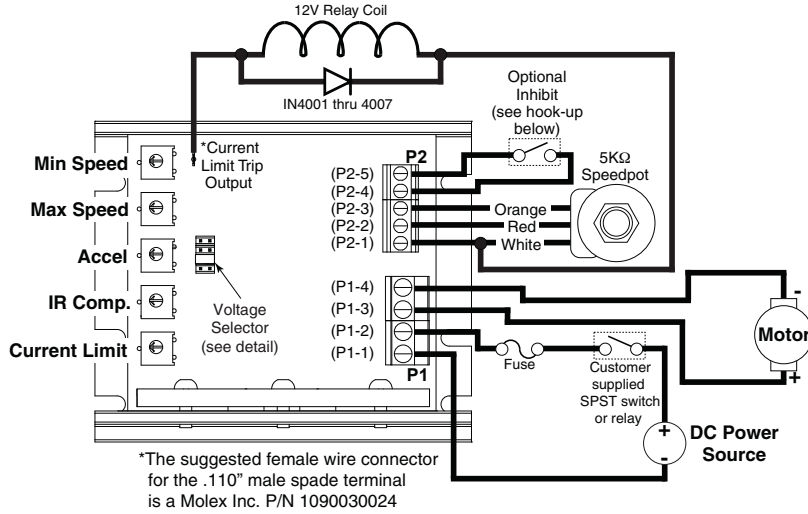 12V Relay Coil
IN4001 thru 4007
Optional
Inhibit
(see hook-up
below)
*Current
Limit Trip
Output
Min Speed
Max Speed
Accel
IR Comp.
Current Limit
Voltage
Selector
(see detail)
P2
(P2-5)
(P2-4)
(P2-3)
(P2-2)
(P2-1)
5KΩ
Speedpot
Orange
Red
White
(P1-4)
(P1-3)
(P1-2)
(P1-1)
P1
Fuse
Customer
supplied
SPST switch
or relay
-
Motor
+
+
-
DC Power
Source
*The suggested female wire connector
for the .110" male spade terminal
is a Molex Inc. P/N 1090030024